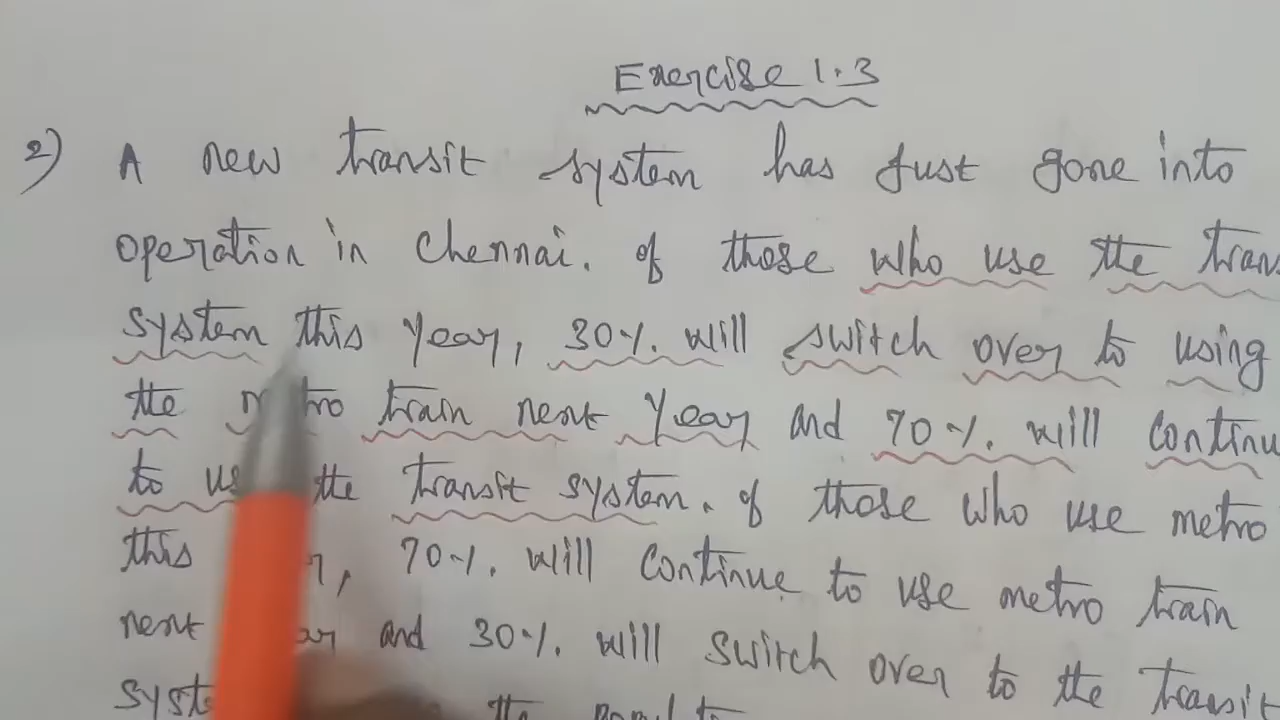 Exercise 1.3
2) A new transit system has just gone into
operation in Chennai. of those who use the tran
system this year, 30%. will switch over to using
the metro train next year and 70%. will continu
to use the transit system. of those who use metro
this 70%. will continue to use metro train
next and 30%. will switch over to the transit
the